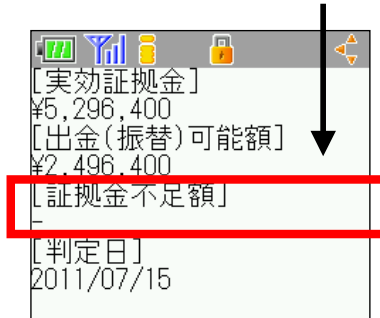 [実効証拠金]
¥5,296,400
[出金(振替)可能額]
¥2,496,400
[証拠金不足額]
-
[判定日]
2011/07/15